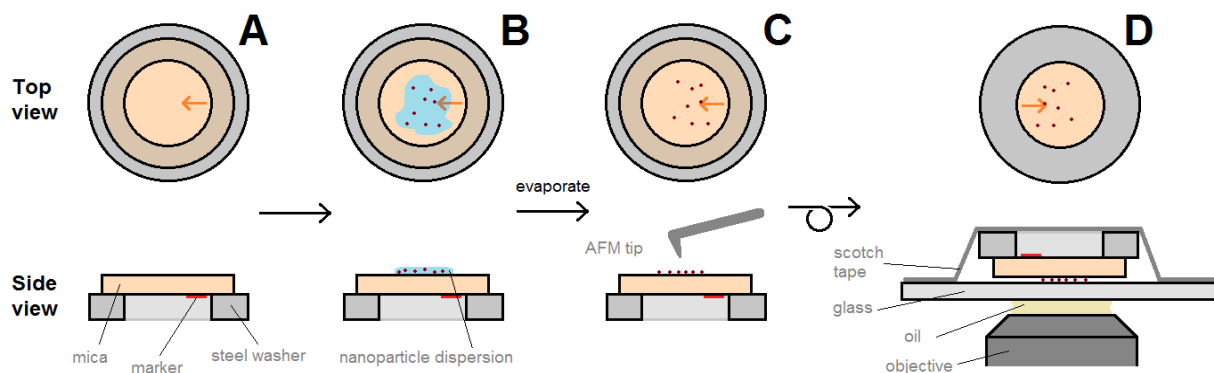 A
B
C
D
Top
view
evaporate
AFM tip
scotch
tape
Side
view
glass
oil
mica
marker
steel washer
nanoparticle dispersion
objective